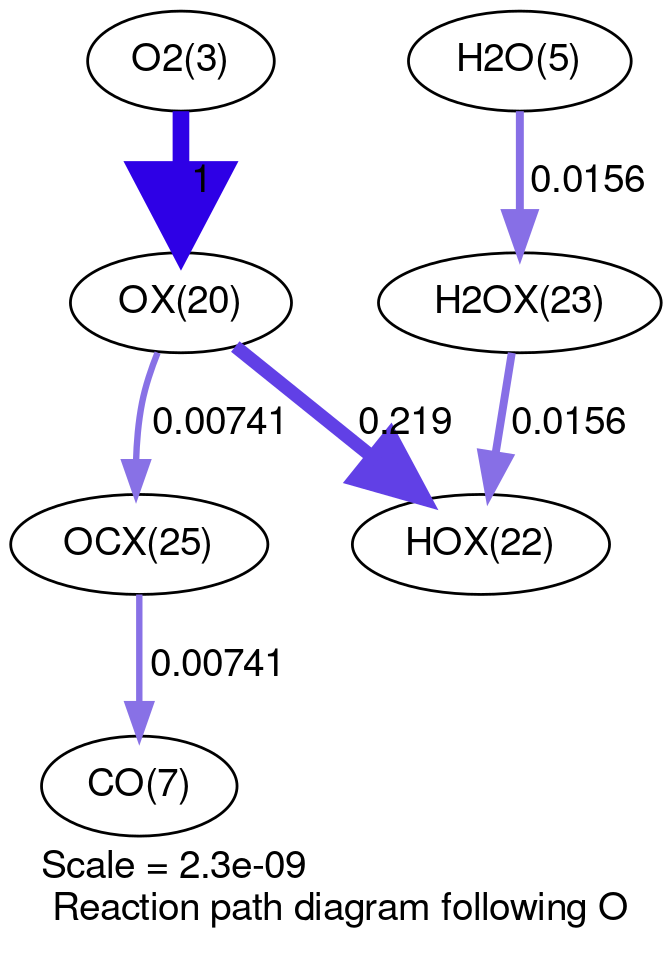 O2(3)
H2O(5)
1
0.0156
OX(20)
H2OX(23)
0.00741
0.219
0.0156
OCX(25)
HOX(22)
0.00741
CO(7)
Scale = 2.3e-09
Reaction path diagram following O